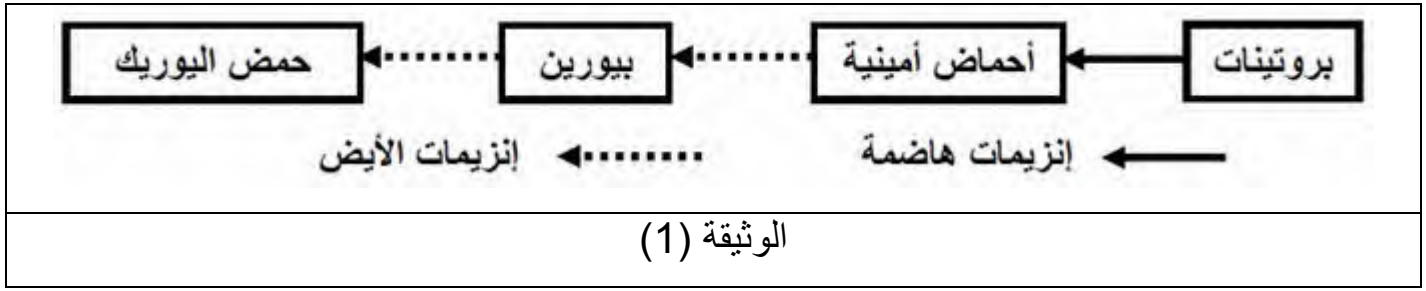 بروتينات أحماض أمينية بيورين حمض اليوريك
إنزيمات هاضمة إنزيمات الأيض
الوثيقة (1)